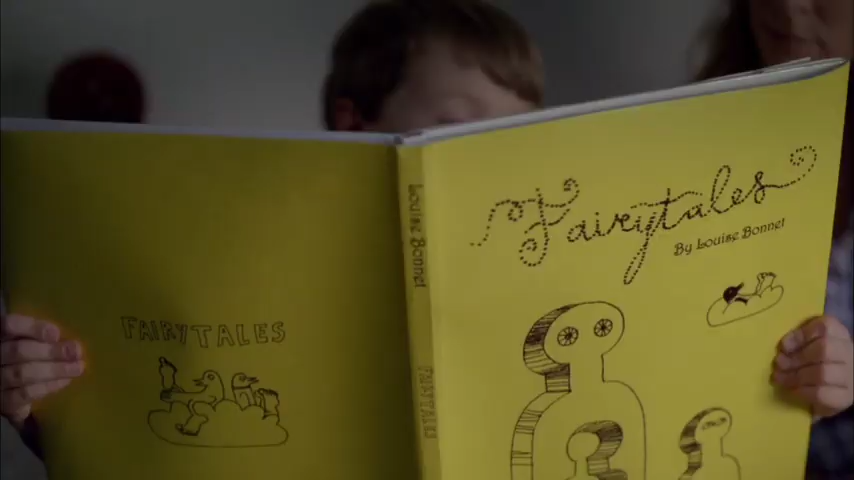 FAIRYTALES
Louise Bonnet
FAIRYTALES
Fairytales
By Louise Bonnet